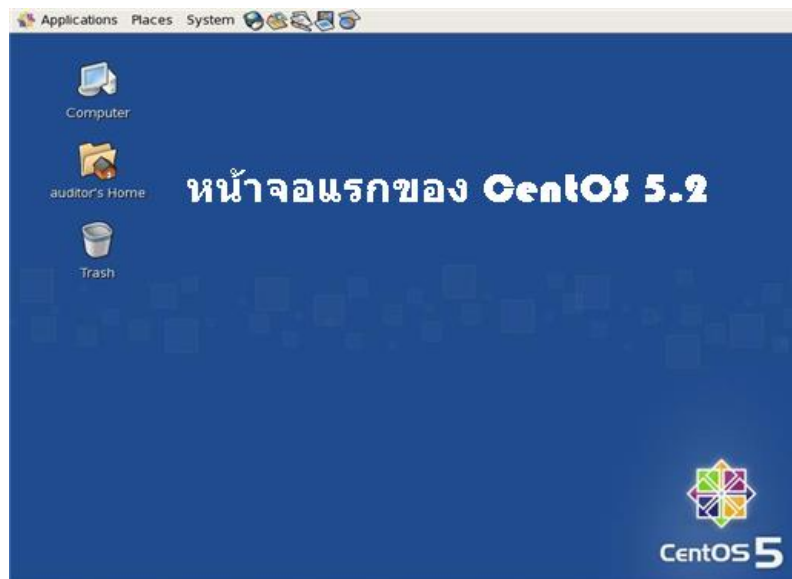 Applications Places System
Computer
auditor's Home
หน้าจอแรกของ CentOS 5.2
Trash
CentOS 5